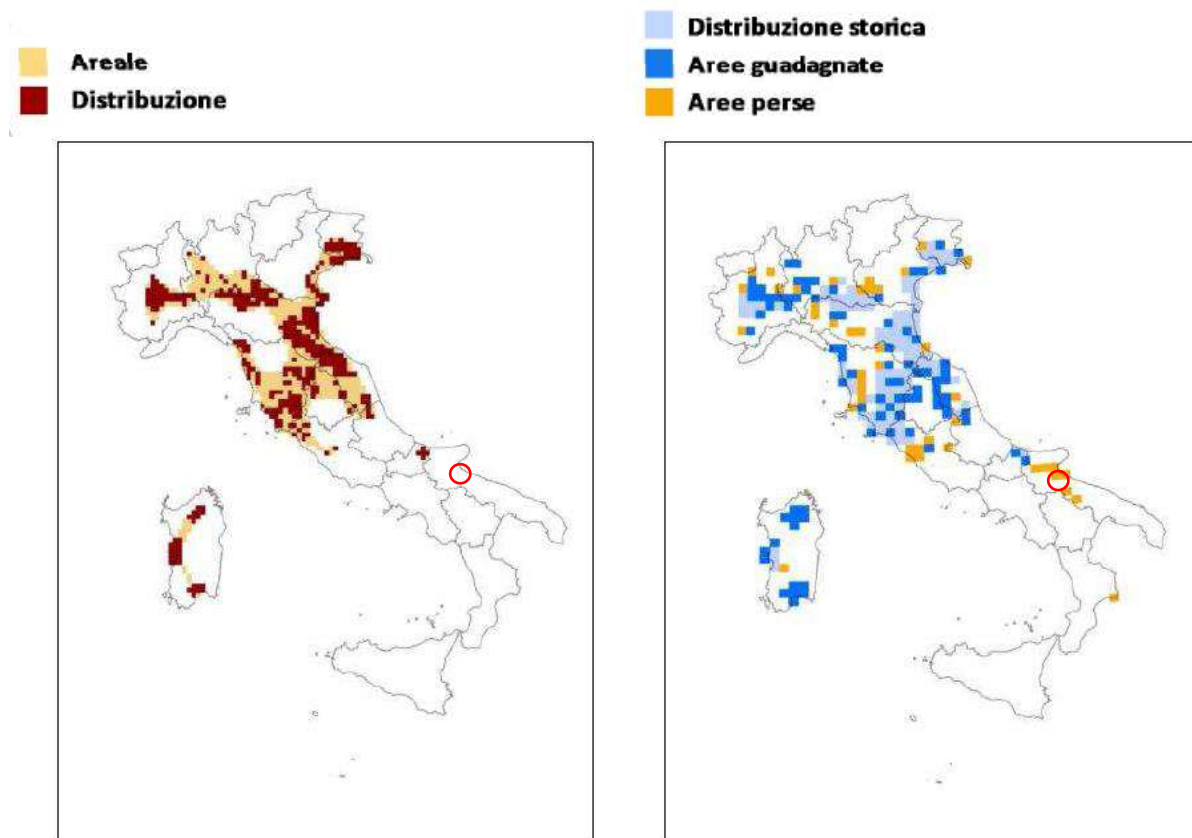 Areale
Distribuzione
Distribuzione storica
Aree guadagnate
Aree perse